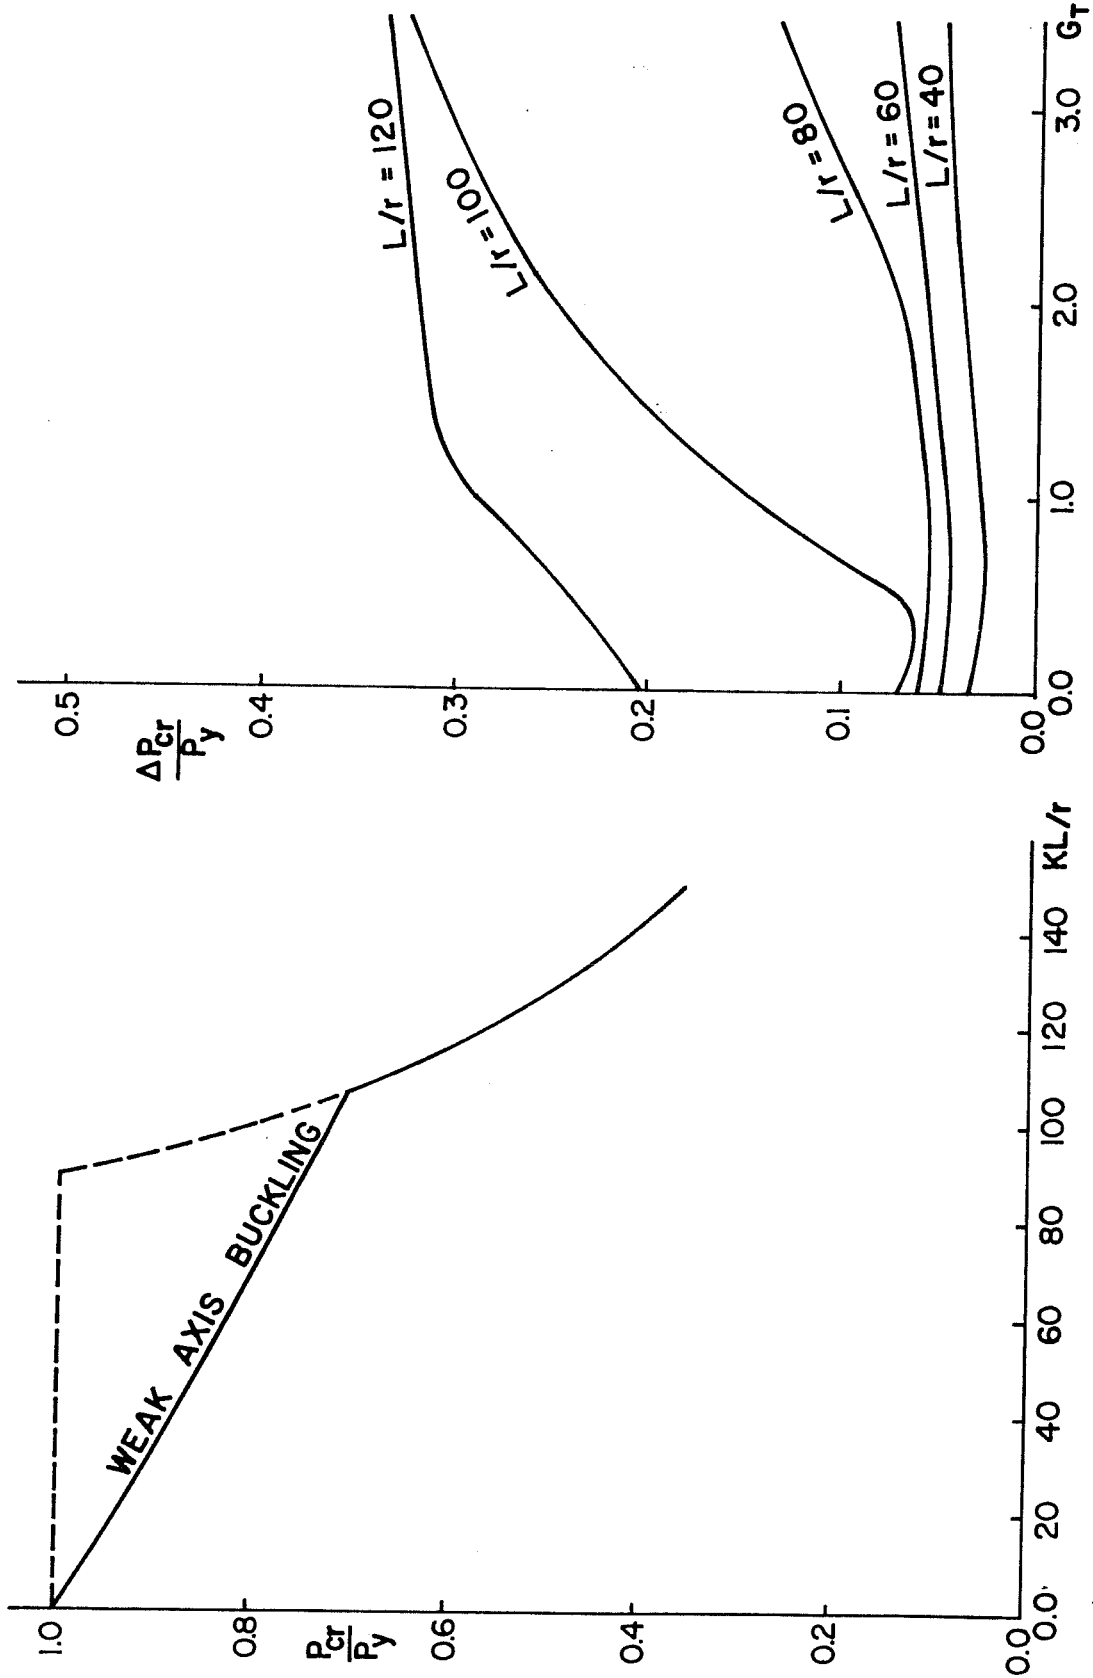 1.0
0.8
Pcr
Py
0.6
0.4
0.2
0.0
0.0
20
40
60
80
100
120
140
KL/r
WEAK AXIS BUCKLING
ΔPcr
Py
0.5
0.4
0.3
0.2
0.1
0.0
0.0
1.0
2.0
3.0
GT
L/r = 120
L/r = 100
L/r = 80
L/r = 60
L/r = 40